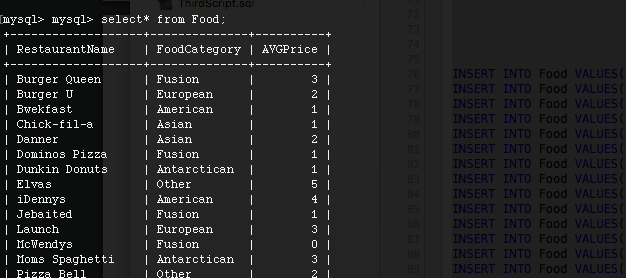 ThirdScript.sql
[mysql> mysql> select* from Food;
+--------------------+--------------+----------+
| RestaurantName | FoodCategory | AVGPrice |
+--------------------+--------------+----------+
| Burger Queen | Fusion | 3 |
| Burger U | European | 2 |
| Bwekfast | American | 1 |
| Chick-fil-a | Asian | 1 |
| Danner | Asian | 2 |
| Dominos Pizza | Fusion | 1 |
| Dunkin Donuts | Antarctican | 1 |
| Elvas | Other | 5 |
| iDennys | American | 4 |
| Jebaited | Fusion | 1 |
| Launch | European | 3 |
| McWendys | Fusion | 0 |
| Moms Spaghetti | Antarctican | 3 |
| Pizza Bell | Other | 2 |
72
73
74
75
76 INSERT INTO Food VALUES(
77 INSERT INTO Food VALUES(
78 INSERT INTO Food VALUES(
79 INSERT INTO Food VALUES(
80 INSERT INTO Food VALUES(
81 INSERT INTO Food VALUES(
82 INSERT INTO Food VALUES(
83 INSERT INTO Food VALUES(
84 INSERT INTO Food VALUES(
85 INSERT INTO Food VALUES(
86 INSERT INTO Food VALUES(
87 INSERT INTO Food VALUES(
88 INSERT INTO Food VALUES(
89 INSERT INTO Food VALUES(